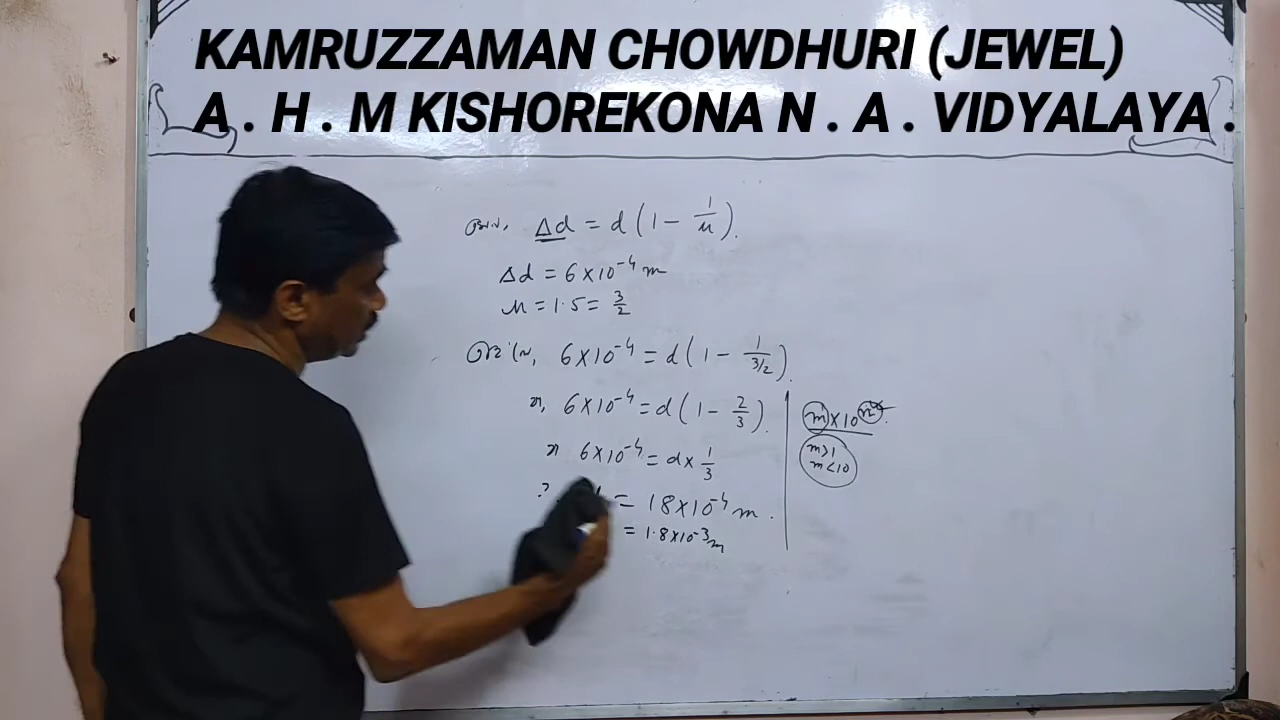 KAMRUZZAMAN CHOWDHURI (JEWEL)
A . H . M KISHOREKONA N . A . VIDYALAYA .
Δd = d(1 - 1/μ).
Δd = 6×10⁻⁴ m
μ = 1.5 = 3/2
6×10⁻⁴ = d(1 - 1/3/2).
বা, 6×10⁻⁴ = d(1 - 2/3).
বা 6×10⁻⁴ = d× 1/3
= 18×10⁻⁴ m .
= 1.8×10⁻³ m
m×10ⁿ
m>1
m<10